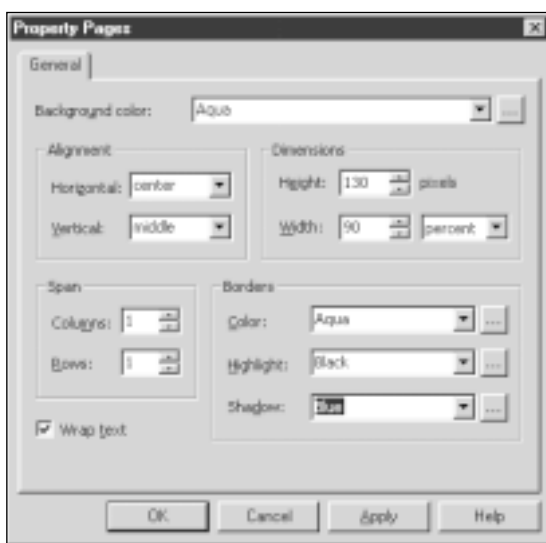 Property Pages
General
Background color: Aqua ...
Alignment
Horizontal: center
Vertical: middle
Dimensions
Height: 130 pixels
Width: 90 percent
Span
Columns: 1
Rows: 1
Wrap text
Borders
Color: Aqua ...
Highlight: Black ...
Shadow: Blue ...
OK Cancel Apply Help